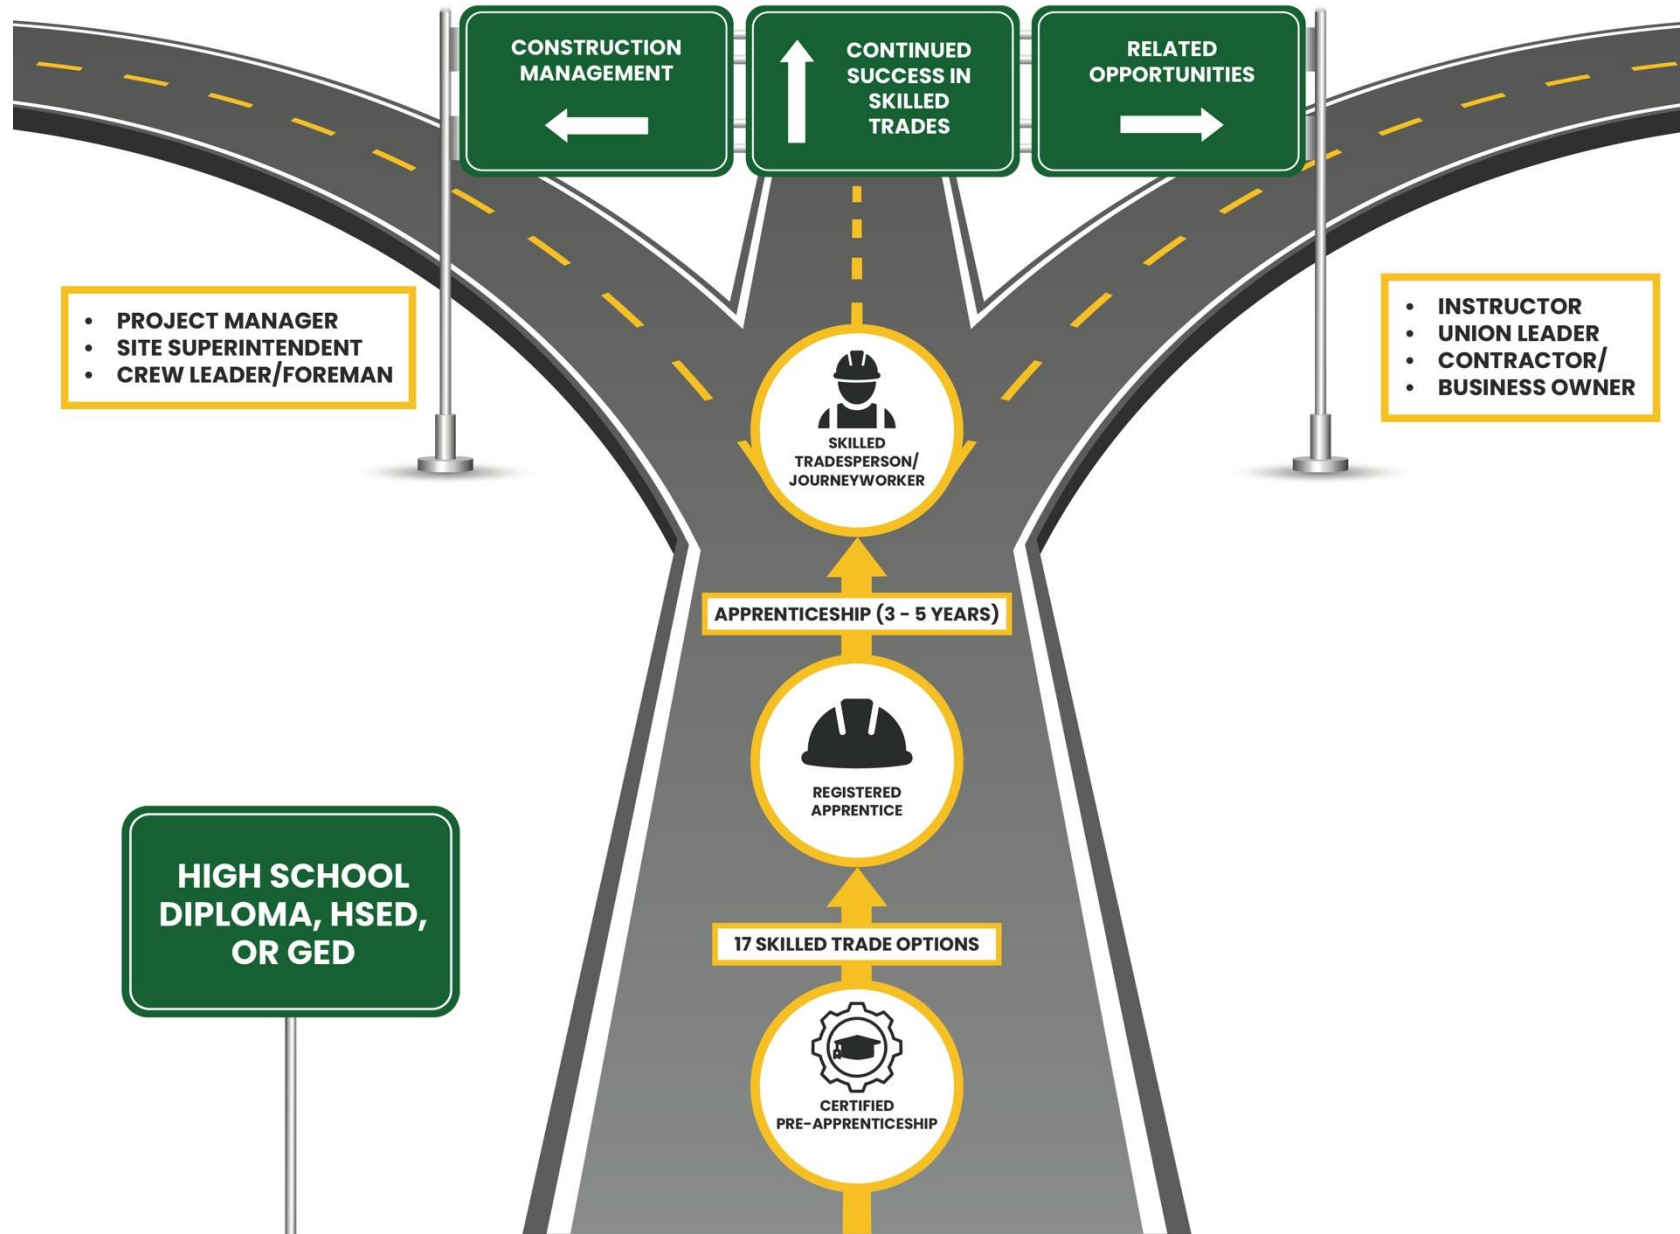 CONSTRUCTION
MANAGEMENT
CONTINUED
SUCCESS IN
SKILLED
TRADES
RELATED
OPPORTUNITIES
• PROJECT MANAGER
• SITE SUPERINTENDENT
• CREW LEADER/FOREMAN
• INSTRUCTOR
• UNION LEADER
• CONTRACTOR/
• BUSINESS OWNER
SKILLED
TRADESPERSON/
JOURNEYWORKER
APPRENTICESHIP (3 - 5 YEARS)
REGISTERED
APPRENTICE
HIGH SCHOOL
DIPLOMA, HSED,
OR GED
17 SKILLED TRADE OPTIONS
CERTIFIED
PRE-APPRENTICESHIP